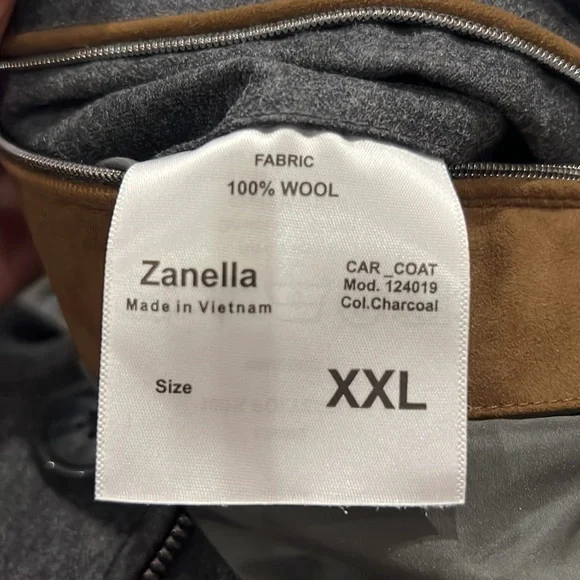 FABRIC
100% WOOL
Zanella
Made in Vietnam
CAR_COAT
Mod. 124019
Col.Charcoal
Size
XXL